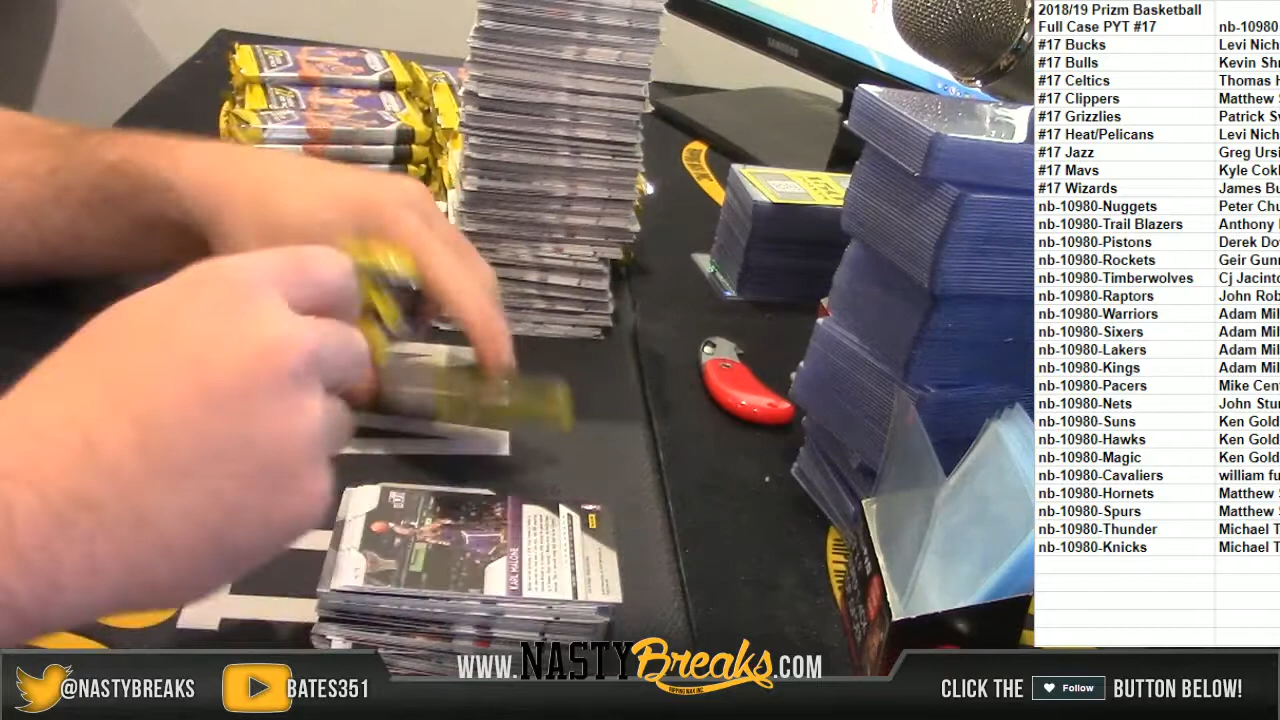 2018/19 Prizm Basketball
Full Case PYT #17 nb-10980
#17 Bucks Levi Nich
#17 Bulls Kevin Shr
#17 Celtics Thomas H
#17 Clippers Matthew S
#17 Grizzlies Patrick Sw
#17 Heat/Pelicans Levi Nich
#17 Jazz Greg Ursi
#17 Mavs Kyle Cokl
#17 Wizards James Bu
nb-10980-Nuggets Peter Chu
nb-10980-Trail Blazers Anthony
nb-10980-Pistons Derek Do
nb-10980-Rockets Geir Gunn
nb-10980-Timberwolves Cj Jacinto
nb-10980-Raptors John Rob
nb-10980-Warriors Adam Mil
nb-10980-Sixers Adam Mil
nb-10980-Lakers Adam Mil
nb-10980-Kings Adam Mil
nb-10980-Pacers Mike Cen
nb-10980-Nets John Stur
nb-10980-Suns Ken Gold
nb-10980-Hawks Ken Gold
nb-10980-Magic Ken Gold
nb-10980-Cavaliers william fu
nb-10980-Hornets Matthew S
nb-10980-Spurs Matthew S
nb-10980-Thunder Michael T
nb-10980-Knicks Michael T
SAMSUNG
KARL MALONE
@NASTYBREAKS
BATES351
WWW.NASTYBreaks.COM
RIPPING WAX INC
CLICK THE Follow BUTTON BELOW!